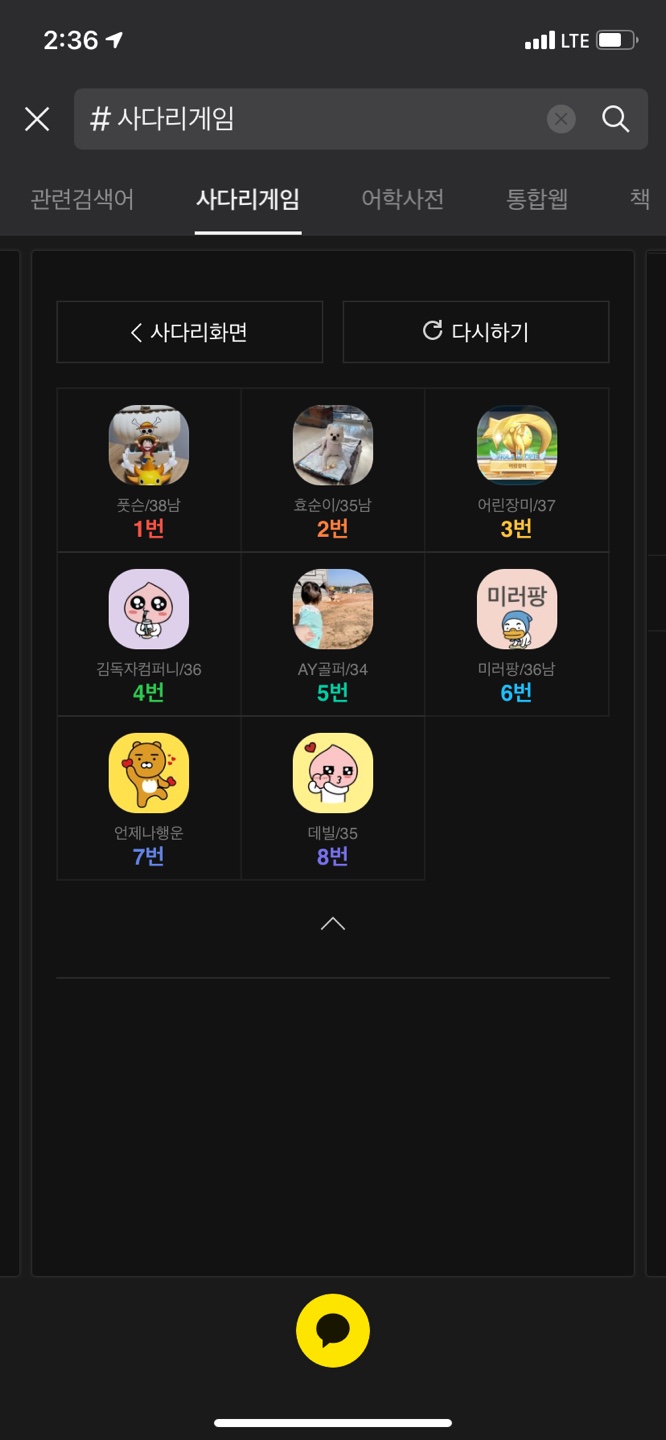 2:36
LTE
# 사다리게임
관련검색어 사다리게임 어학사전 통합웹 책
사다리화면
다시하기
풋슨/38남 효순이/35남 어린장미/37
1번 2번 3번
미러팡
김독자컴퍼니/36 AY골퍼/34 미러팡/36남
4번 5번 6번
언제나행운 데빌/35
7번 8번